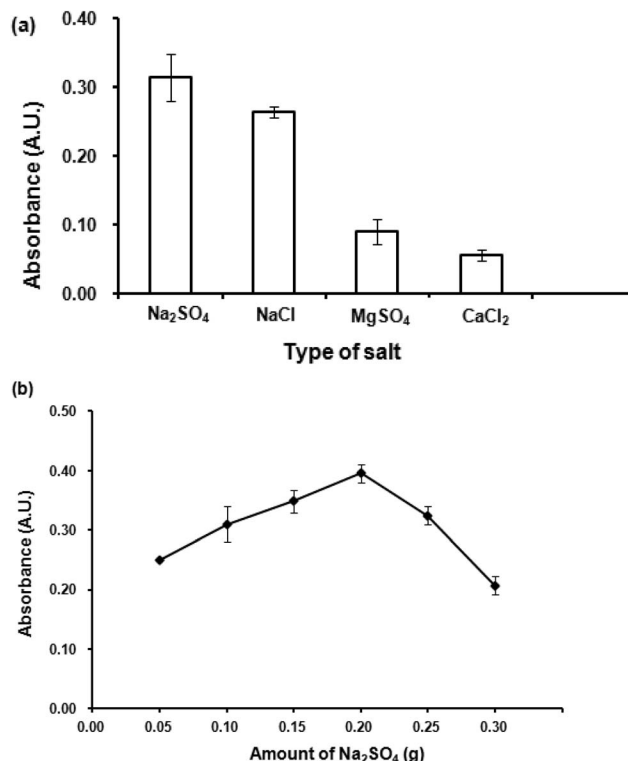 (a)
Absorbance (A.U.)
0.30
0.20
0.10
0.00
Na₂SO₄ NaCl MgSO₄ CaCl₂
Type of salt
(b)
Absorbance (A.U.)
0.50
0.40
0.30
0.20
0.10
0.00
0.00 0.05 0.10 0.15 0.20 0.25 0.30
Amount of Na₂SO₄ (g)